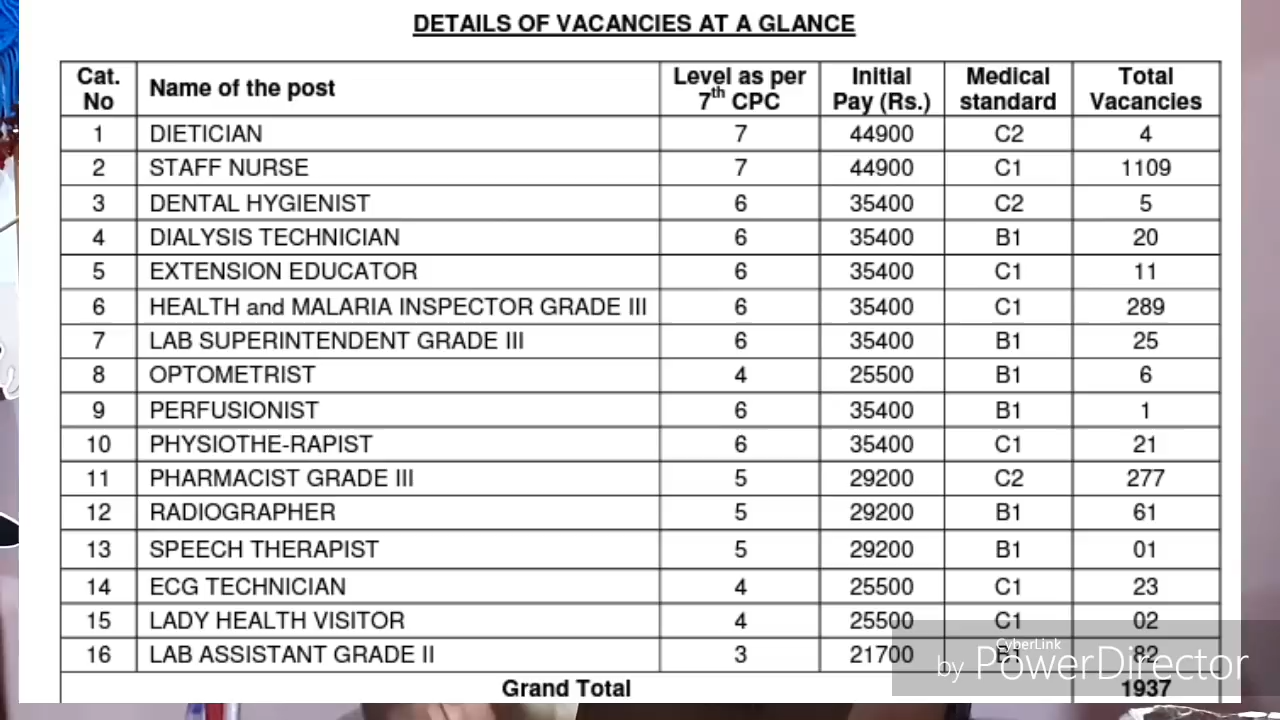 DETAILS OF VACANCIES AT A GLANCE
Cat. No Name of the post Level as per 7th CPC Initial Pay (Rs.) Medical standard Total Vacancies
1 DIETICIAN 7 44900 C2 4
2 STAFF NURSE 7 44900 C1 1109
3 DENTAL HYGIENIST 6 35400 C2 5
4 DIALYSIS TECHNICIAN 6 35400 B1 20
5 EXTENSION EDUCATOR 6 35400 C1 11
6 HEALTH and MALARIA INSPECTOR GRADE III 6 35400 C1 289
7 LAB SUPERINTENDENT GRADE III 6 35400 B1 25
8 OPTOMETRIST 4 25500 B1 6
9 PERFUSIONIST 6 35400 B1 1
10 PHYSIOTHE-RAPIST 6 35400 C1 21
11 PHARMACIST GRADE III 5 29200 C2 277
12 RADIOGRAPHER 5 29200 B1 61
13 SPEECH THERAPIST 5 29200 B1 01
14 ECG TECHNICIAN 4 25500 C1 23
15 LADY HEALTH VISITOR 4 25500 C1 02
16 LAB ASSISTANT GRADE II 3 21700 B1 82
Grand Total 1937
CyberLink
by PowerDirector